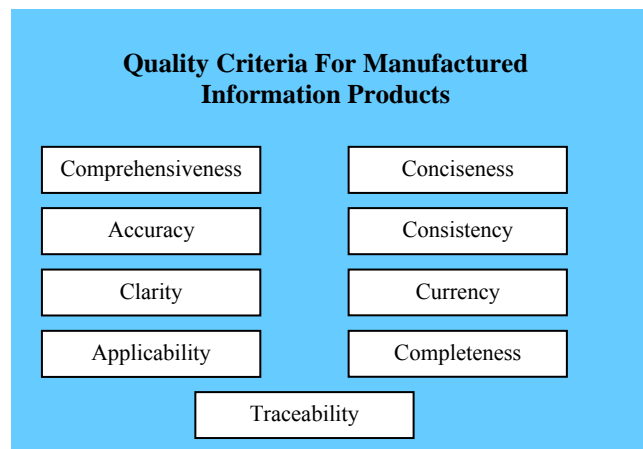 Quality Criteria For Manufactured
Information Products
Comprehensiveness
Conciseness
Accuracy
Consistency
Clarity
Currency
Applicability
Completeness
Traceability